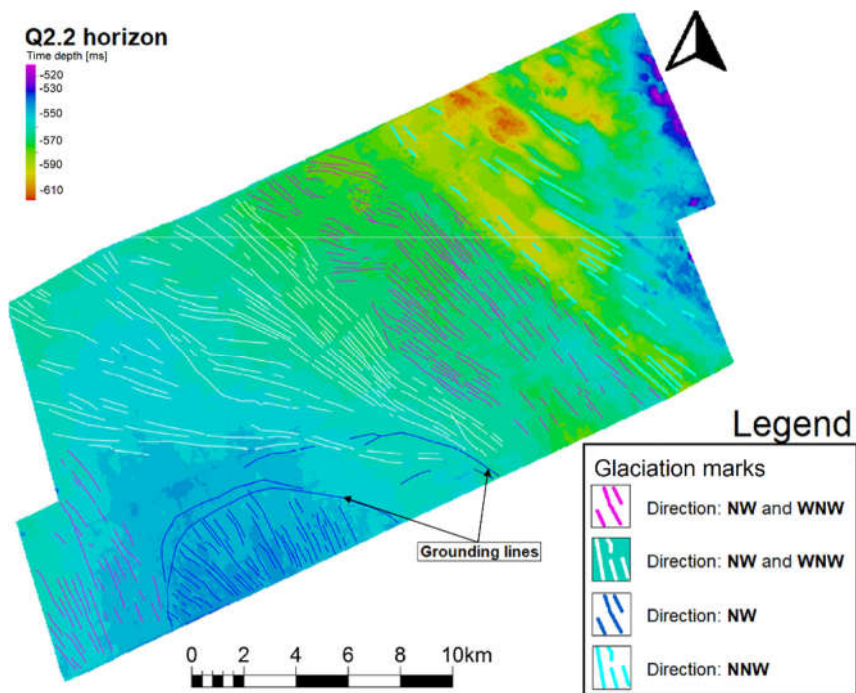 Q2.2 horizon
Time depth [ms]
-520
-530
-550
-570
-590
-610
Grounding lines
0 2 4 6 8 10km
Legend
Glaciation marks
Direction: NW and WNW
Direction: NW and WNW
Direction: NW
Direction: NNW